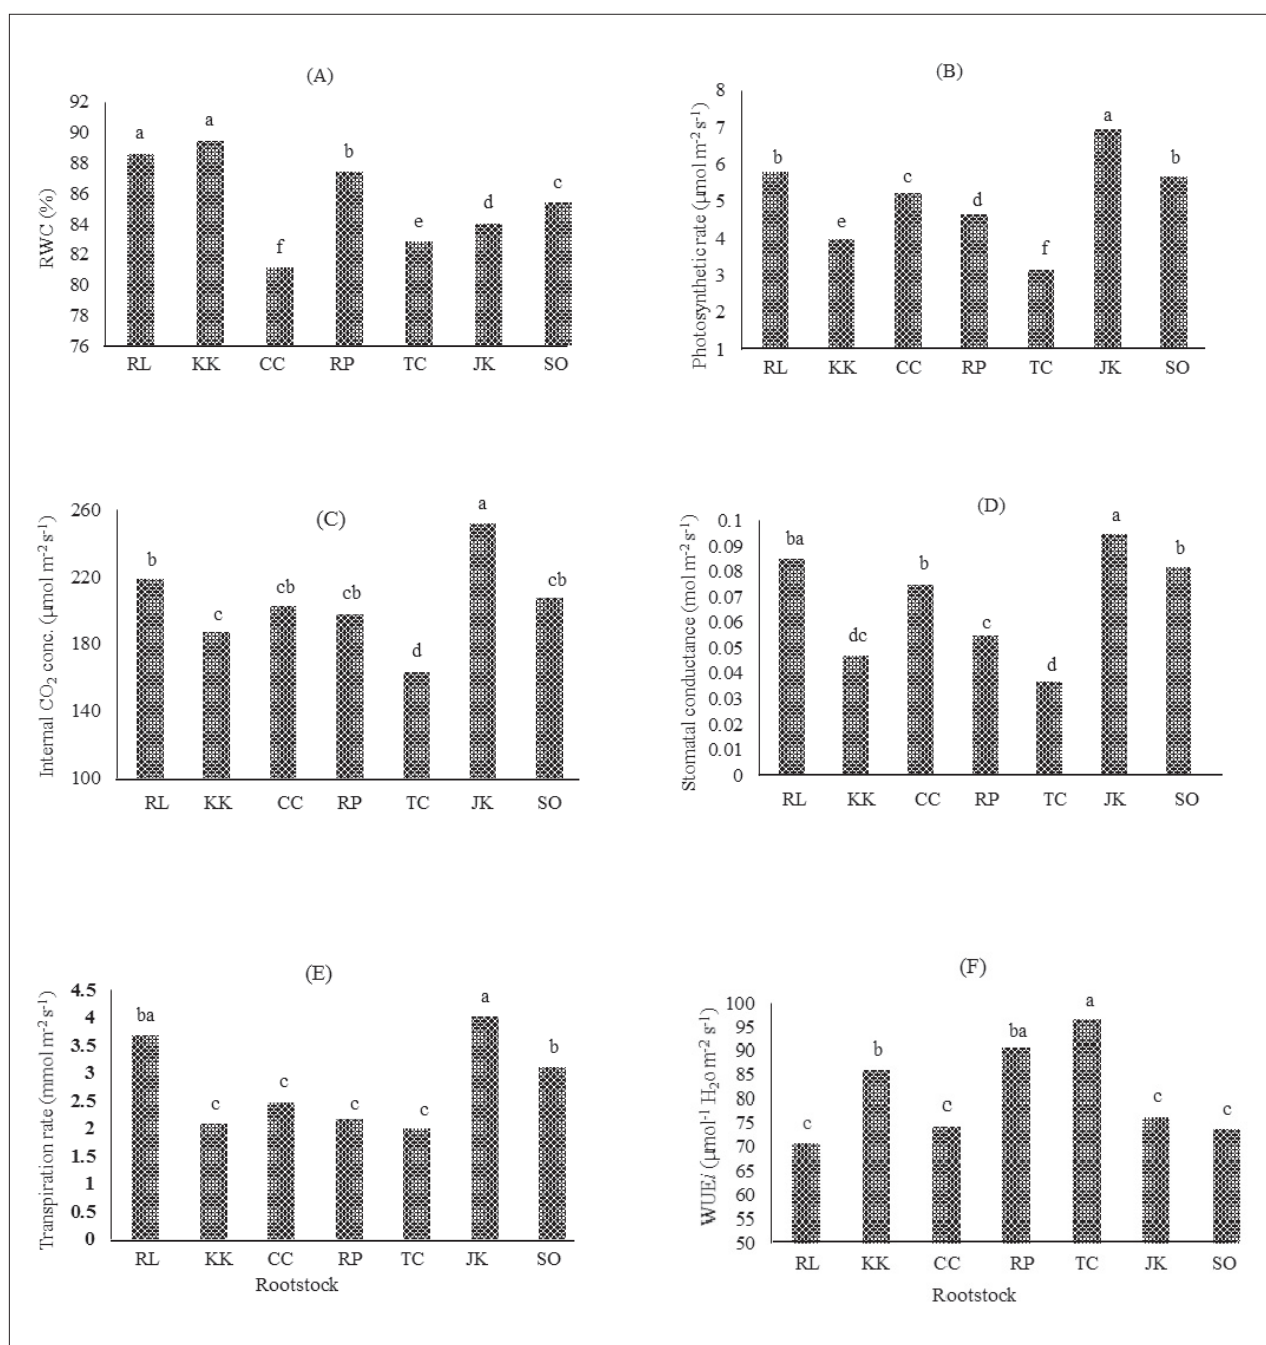 (A)
RWC (%)
92
90
88
86
84
82
80
78
76
a
a
f
b
e
d
c
RL KK CC RP TC JK SO
(B)
Photosynthetic rate (µmol m⁻² s⁻¹)
8
7
6
5
4
3
2
1
b
e
c
d
f
a
b
RL KK CC RP TC JK SO
(C)
Internal CO₂ conc. (µmol m⁻² s⁻¹)
260
220
180
140
100
b
c
cb
cb
d
a
cb
RL KK CC RP TC JK SO
(D)
Stomatal conductance (mol m⁻² s⁻¹)
0.1
0.09
0.08
0.07
0.06
0.05
0.04
0.03
0.02
0.01
0
ba
dc
b
c
d
a
b
RL KK CC RP TC JK SO
(E)
Transpiration rate (mmol m⁻² s⁻¹)
4.5
4
3.5
3
2.5
2
1.5
1
0.5
0
ba
c
c
c
c
a
b
RL KK CC RP TC JK SO
Rootstock
(F)
WUEi (µmol⁻¹ H₂o m⁻² s⁻¹)
100
95
90
85
80
75
70
65
60
55
50
c
b
c
ba
a
c
c
RL KK CC RP TC JK SO
Rootstock